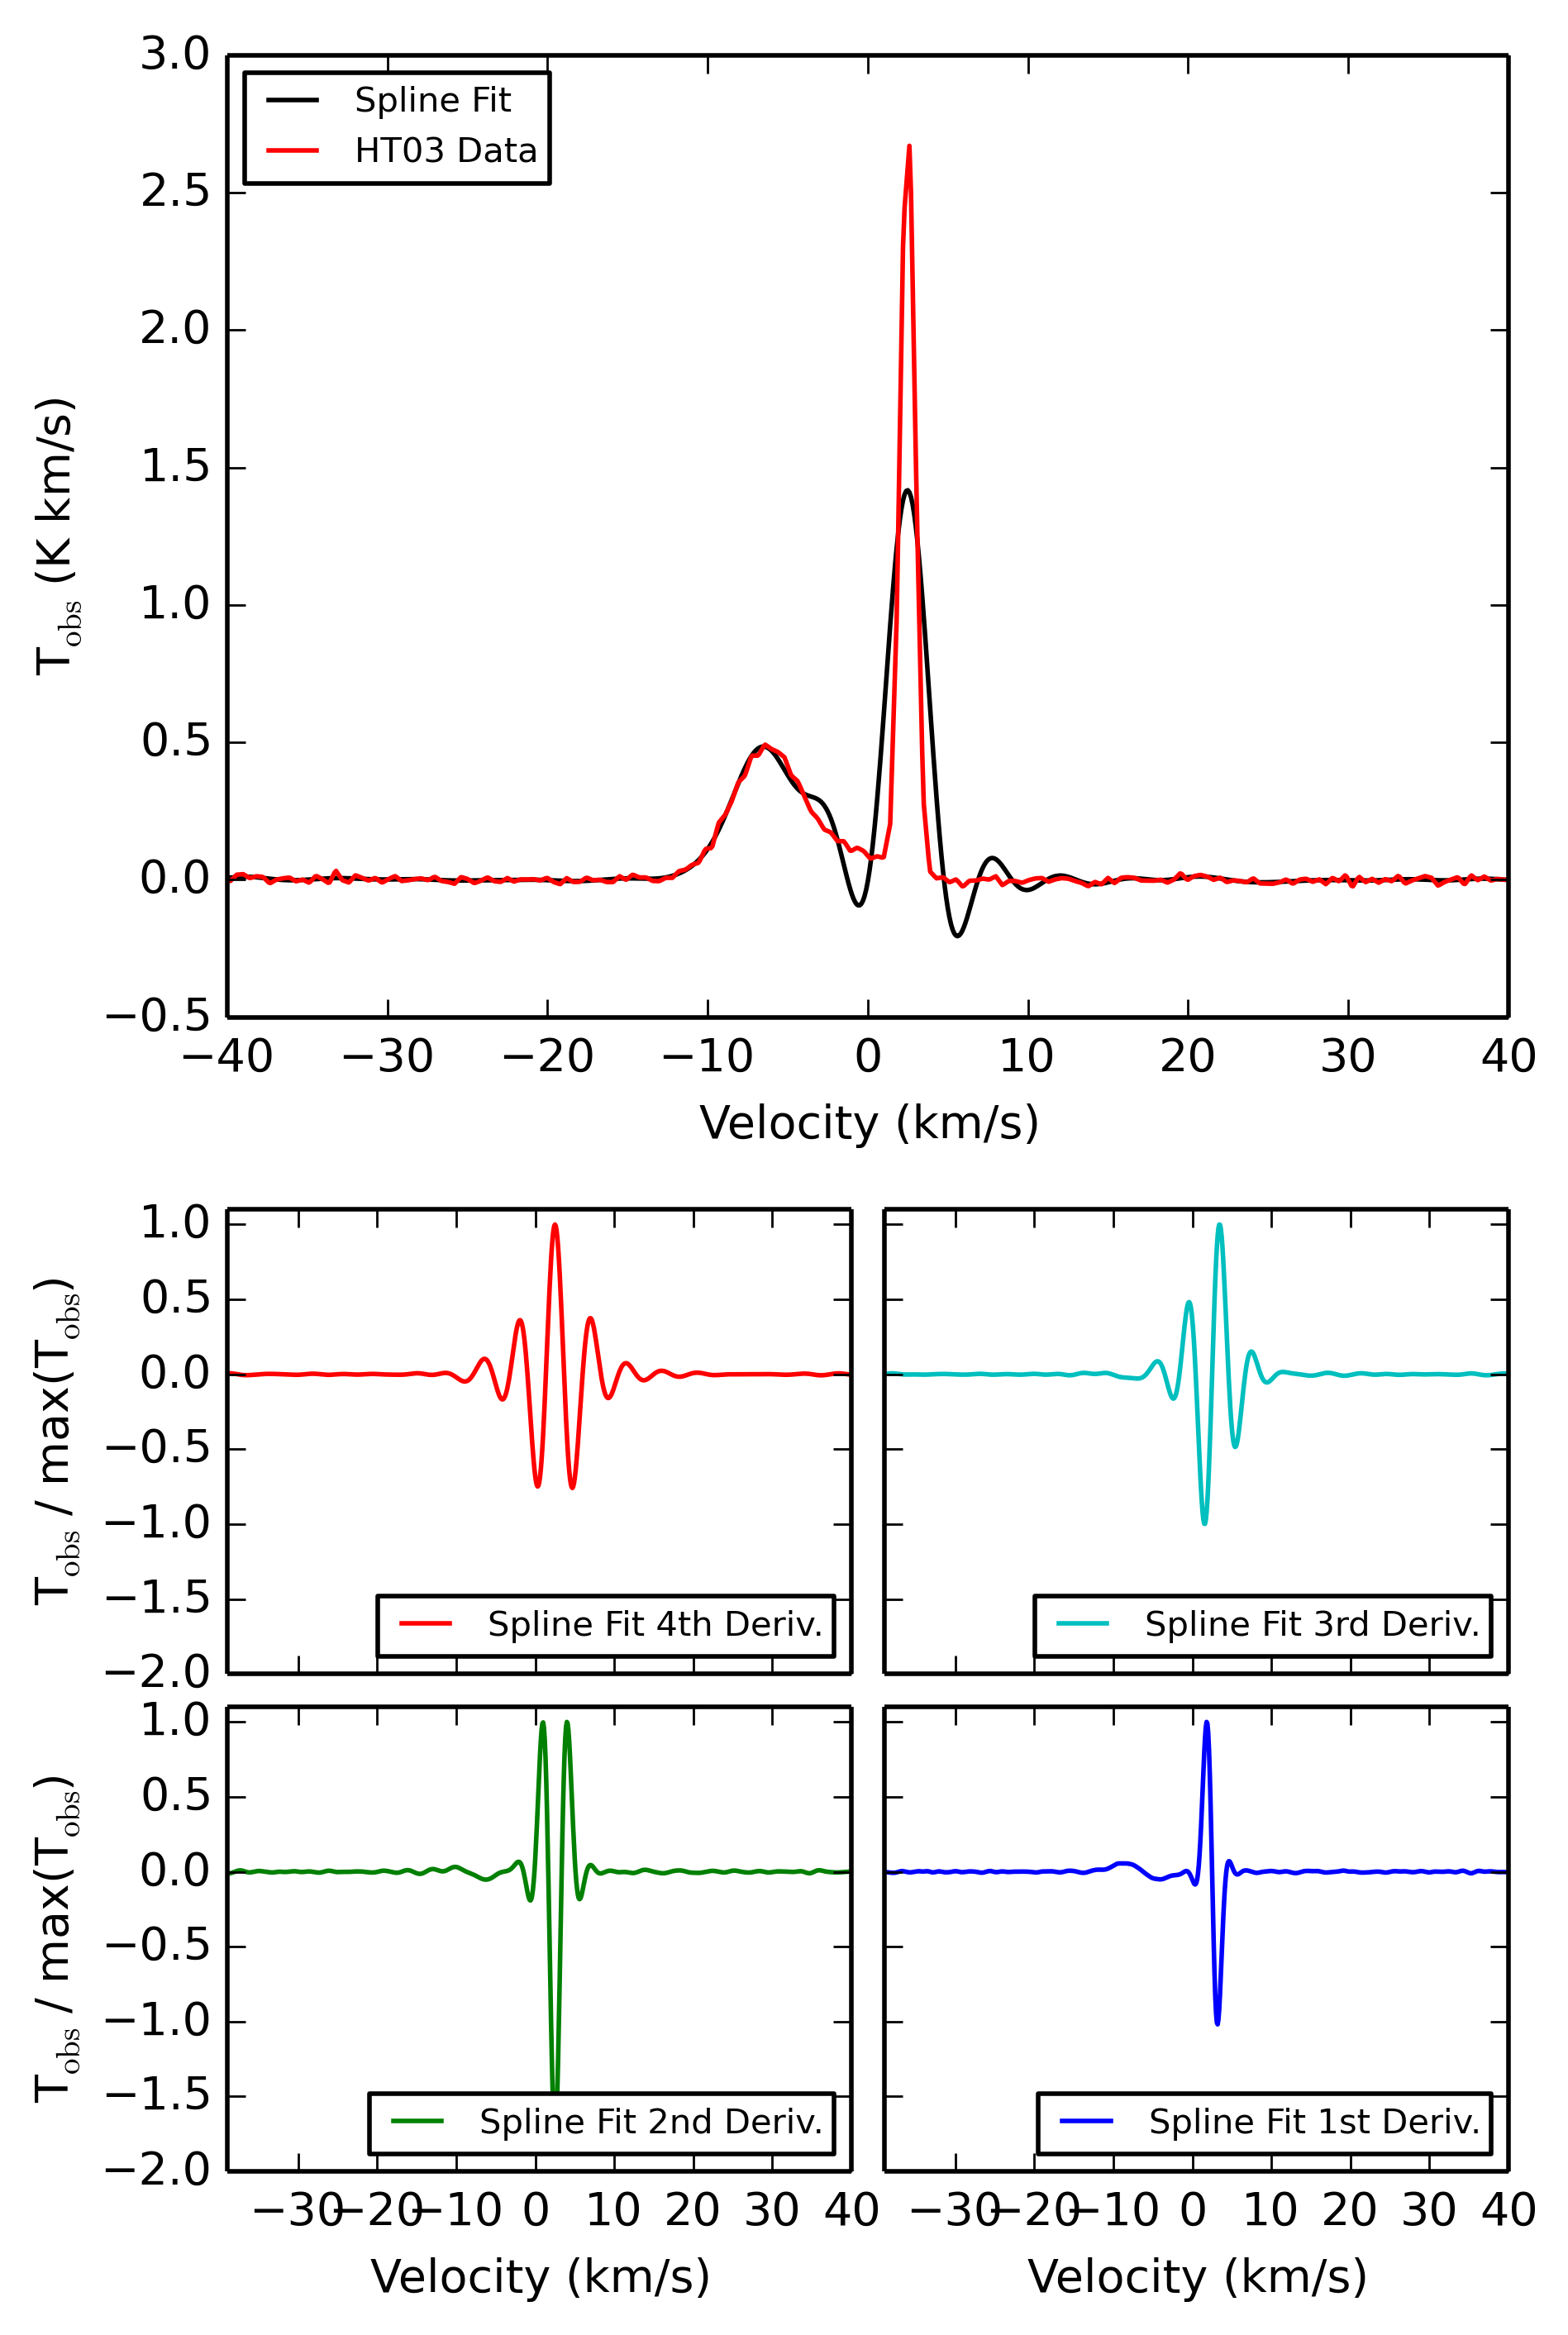 3.0
Spline Fit
HT03 Data
2.5
2.0
1.5
1.0
0.5
0.0
−0.5
T_obs (K km/s)
−40 −30 −20 −10 0 10 20 30 40
Velocity (km/s)
1.0
0.5
0.0
−0.5
−1.0
−1.5
−2.0
T_obs / max(T_obs)
Spline Fit 4th Deriv.
Spline Fit 3rd Deriv.
1.0
0.5
0.0
−0.5
−1.0
−1.5
−2.0
T_obs / max(T_obs)
Spline Fit 2nd Deriv.
Spline Fit 1st Deriv.
−30 −20 −10 0 10 20 30 40
−30 −20 −10 0 10 20 30 40
Velocity (km/s)
Velocity (km/s)